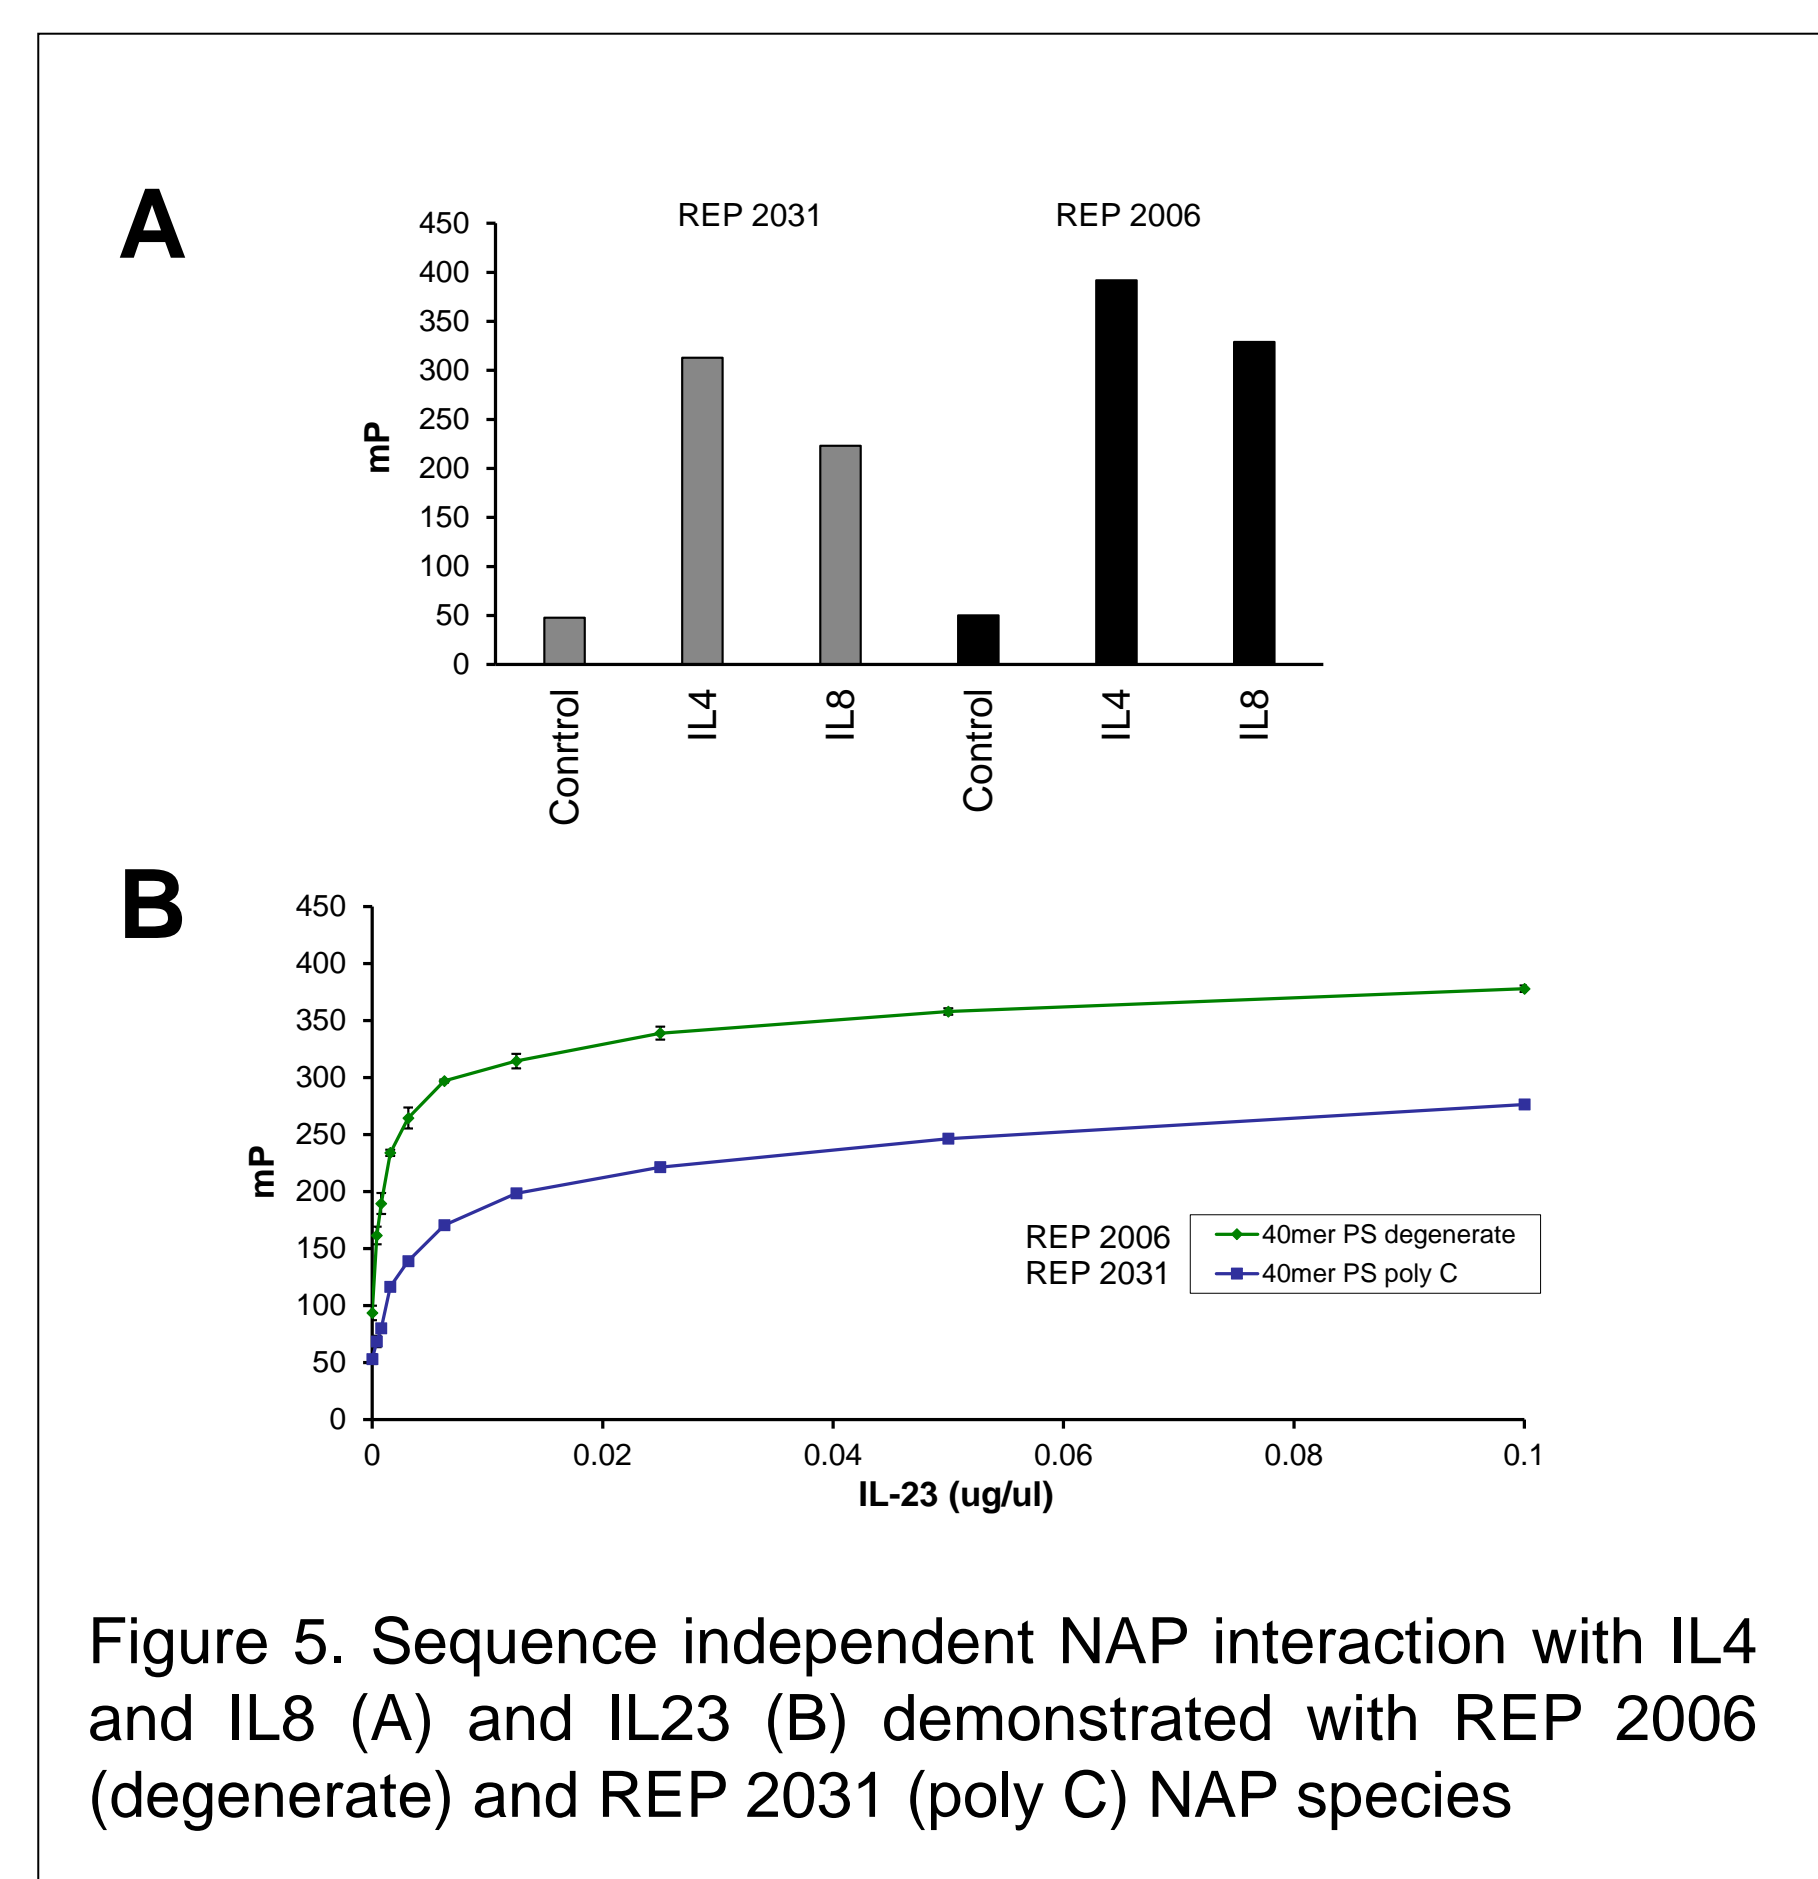 A
REP 2031
REP 2006
450
400
350
300
250
200
150
100
50
0
mP
Conrtrol
IL4
IL8
Control
IL4
IL8
B
450
400
350
300
250
200
150
100
50
0
mP
REP 2006
40mer PS degenerate
REP 2031
40mer PS poly C
0
0.02
0.04
0.06
0.08
0.1
IL-23 (ug/ul)
Figure 5. Sequence independent NAP interaction with IL4
and IL8 (A) and IL23 (B) demonstrated with REP 2006
(degenerate) and REP 2031 (poly C) NAP species